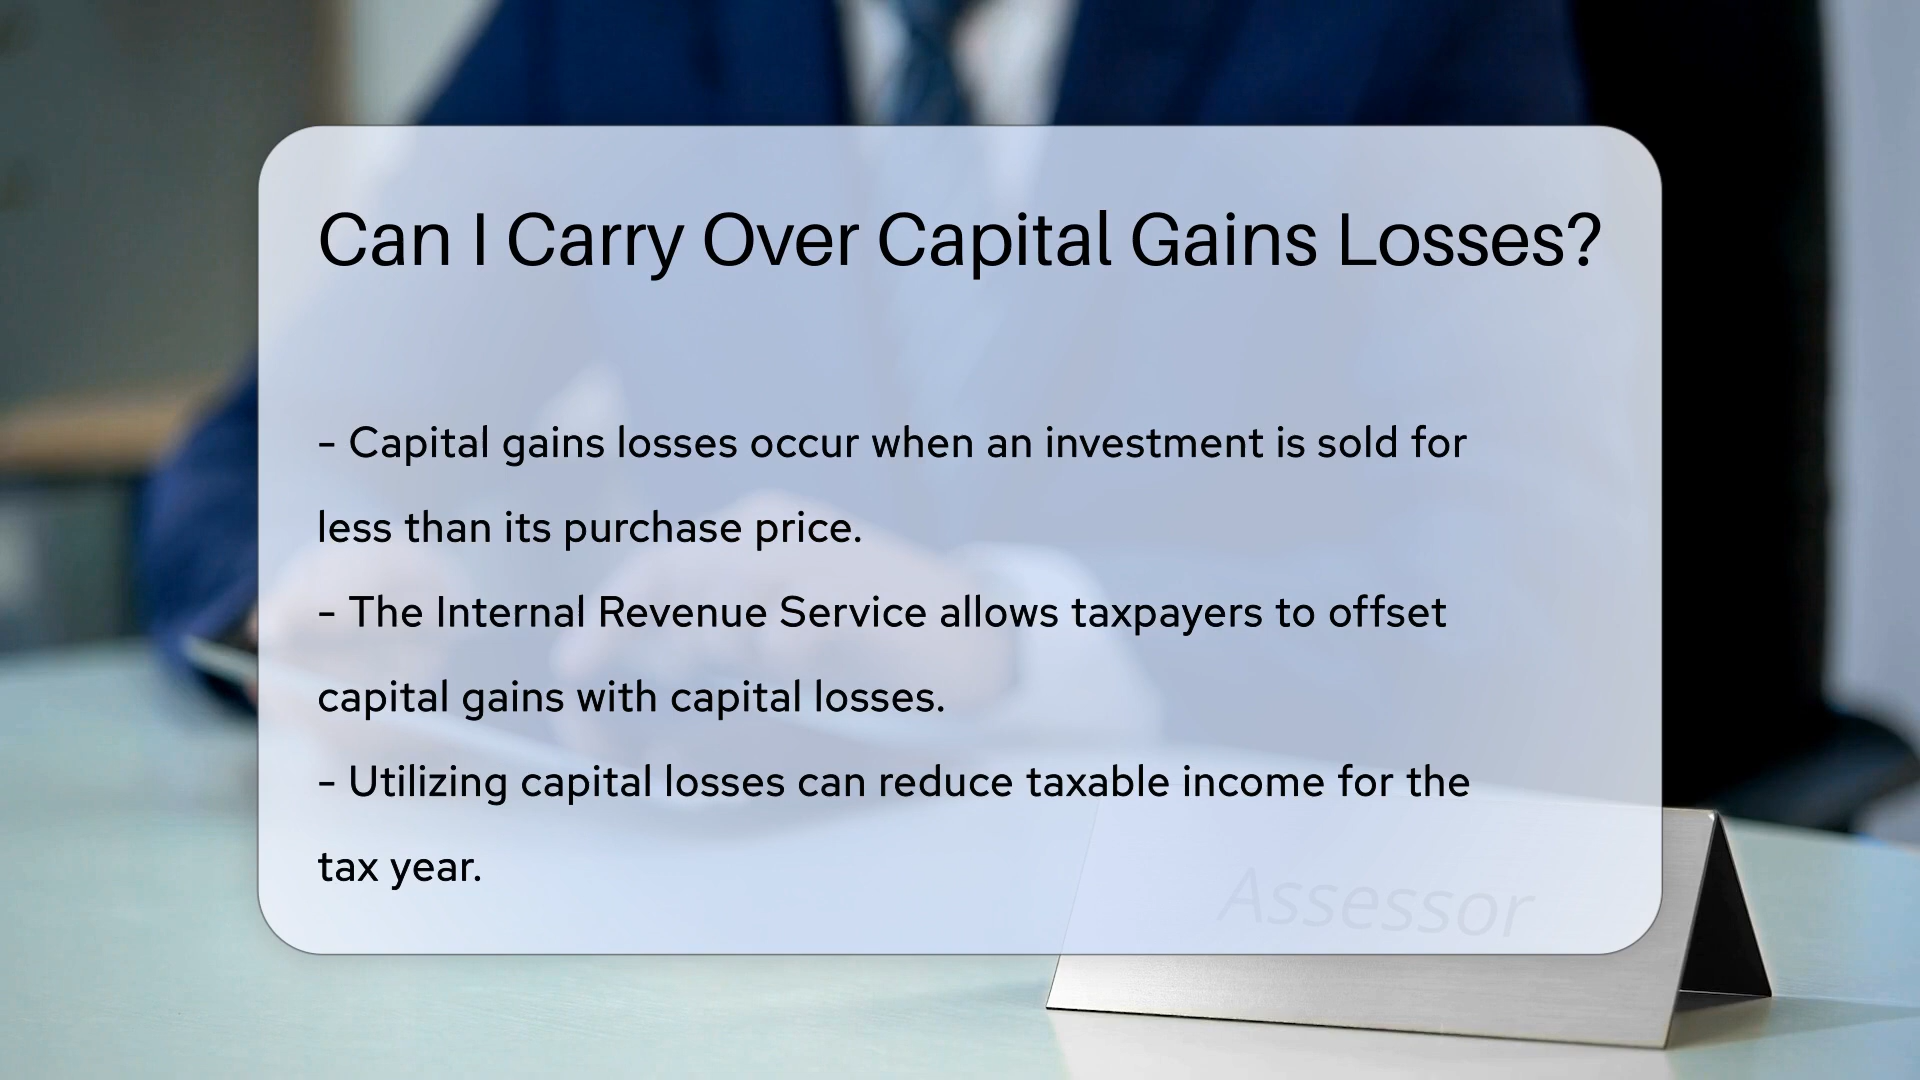 Can I Carry Over Capital Gains Losses?
- Capital gains losses occur when an investment is sold for
less than its purchase price.
- The Internal Revenue Service allows taxpayers to offset
capital gains with capital losses.
- Utilizing capital losses can reduce taxable income for the
tax year.
Assessor